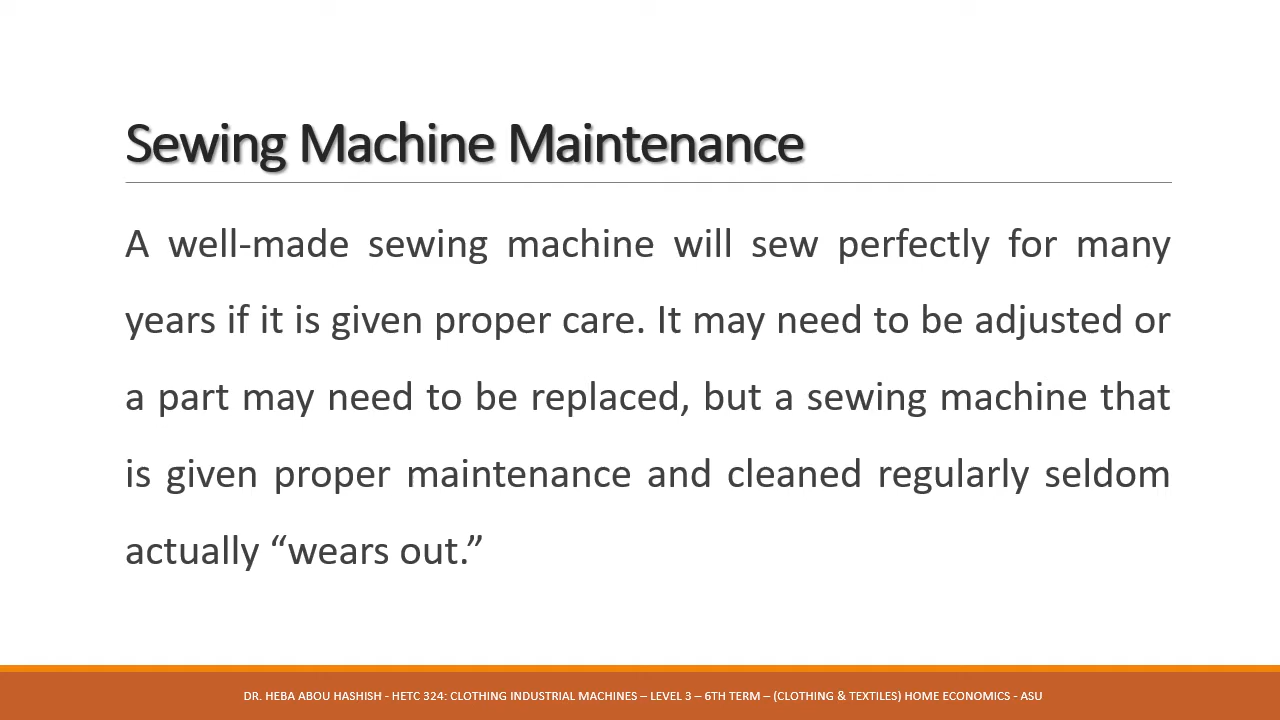 Sewing Machine Maintenance
A well-made sewing machine will sew perfectly for many
years if it is given proper care. It may need to be adjusted or
a part may need to be replaced, but a sewing machine that
is given proper maintenance and cleaned regularly seldom
actually “wears out.”
DR. HEBA ABOU HASHISH - HETC 324: CLOTHING INDUSTRIAL MACHINES – LEVEL 3 – 6TH TERM – (CLOTHING & TEXTILES) HOME ECONOMICS - ASU